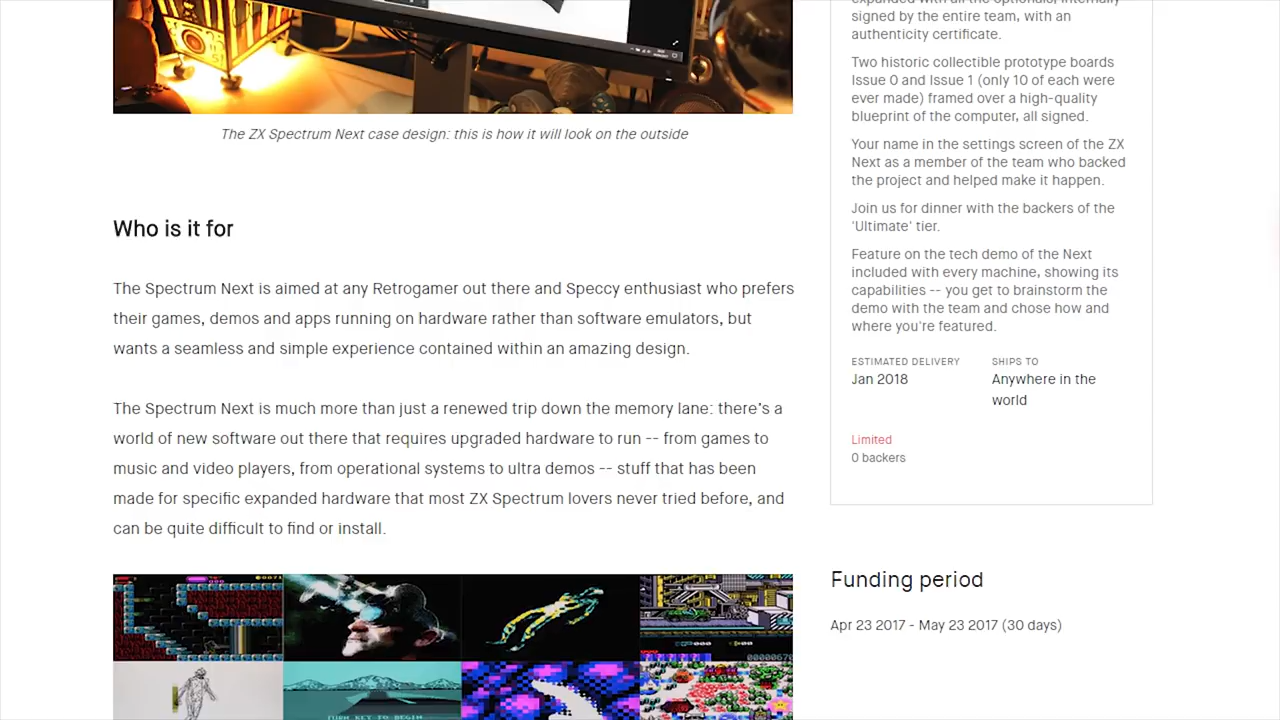 The ZX Spectrum Next case design: this is how it will look on the outside
Who is it for
The Spectrum Next is aimed at any Retrogamer out there and Speccy enthusiast who prefers
their games, demos and apps running on hardware rather than software emulators, but
wants a seamless and simple experience contained within an amazing design.
The Spectrum Next is much more than just a renewed trip down the memory lane: there's a
world of new software out there that requires upgraded hardware to run -- from games to
music and video players, from operational systems to ultra demos -- stuff that has been
made for specific expanded hardware that most ZX Spectrum lovers never tried before, and
can be quite difficult to find or install.
TURN KEY TO BEGIN
expanded with all the optionals, internally
signed by the entire team, with an
authenticity certificate.
Two historic collectible prototype boards
Issue 0 and Issue 1 (only 10 of each were
ever made) framed over a high-quality
blueprint of the computer, all signed.
Your name in the settings screen of the ZX
Next as a member of the team who backed
the project and helped make it happen.
Join us for dinner with the backers of the
'Ultimate' tier.
Feature on the tech demo of the Next
included with every machine, showing its
capabilities -- you get to brainstorm the
demo with the team and chose how and
where you're featured.
ESTIMATED DELIVERY
Jan 2018
SHIPS TO
Anywhere in the
world
Limited
0 backers
Funding period
Apr 23 2017 - May 23 2017 (30 days)